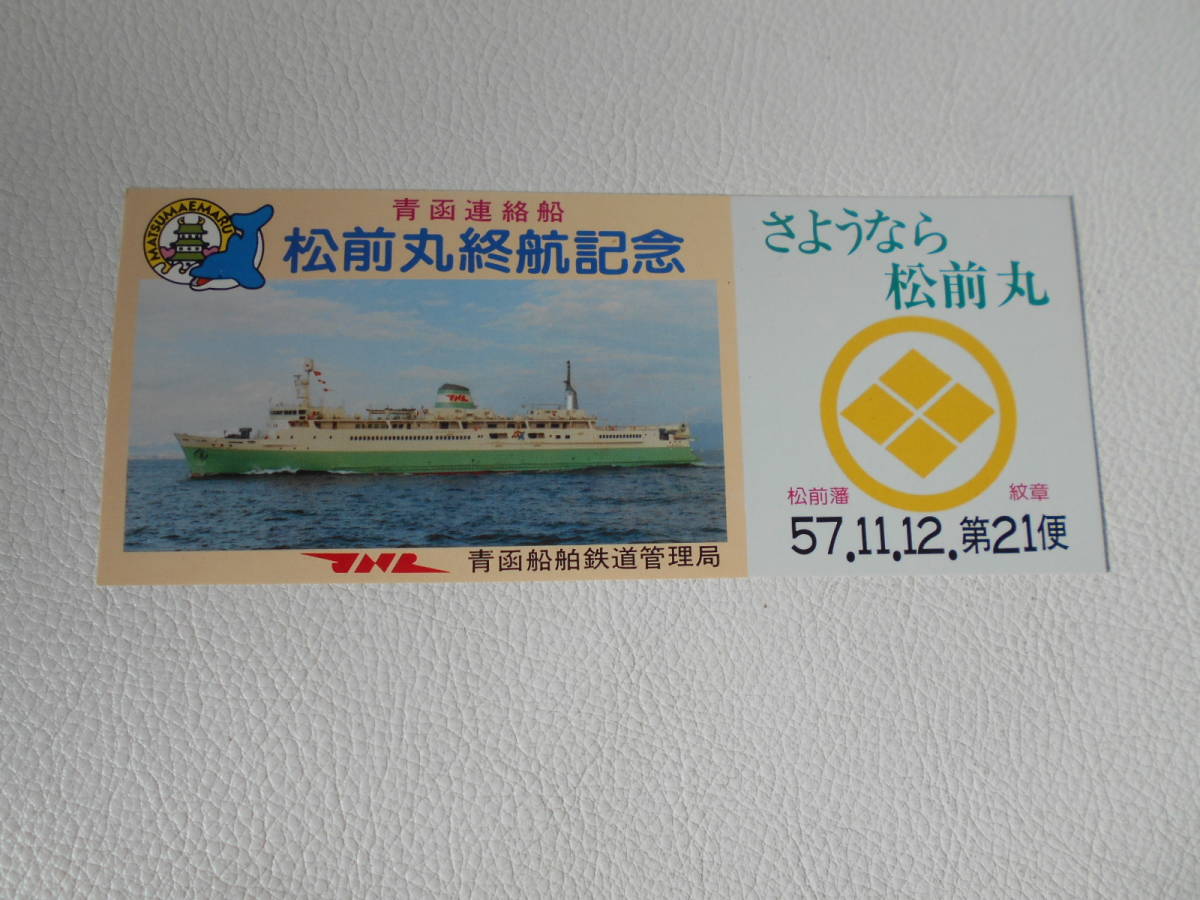 MATSUMAEMARU
青函連絡船
松前丸終航記念
JNR
JNR
青函船舶鉄道管理局
さようなら
松前丸
松前藩 紋章
57.11.12.第21便